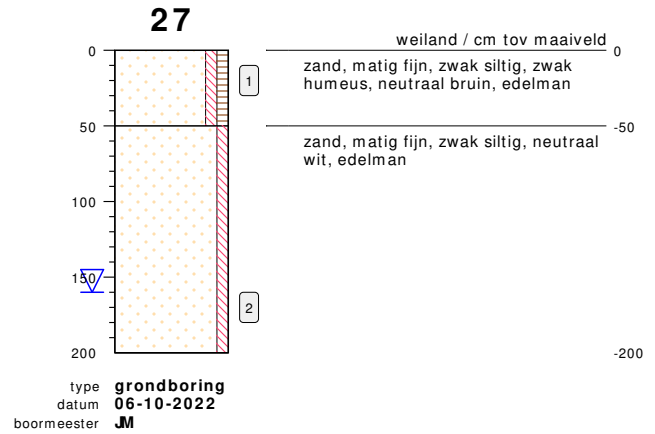 27
weiland / cm tov maaiveld
0
0
zand, matig fijn, zwak siltig, zwak
humeus, neutraal bruin, edelman
1
50
-50
zand, matig fijn, zwak siltig, neutraal
wit, edelman
100
150
2
200
-200
type grondboring
datum 06-10-2022
boormeester JM